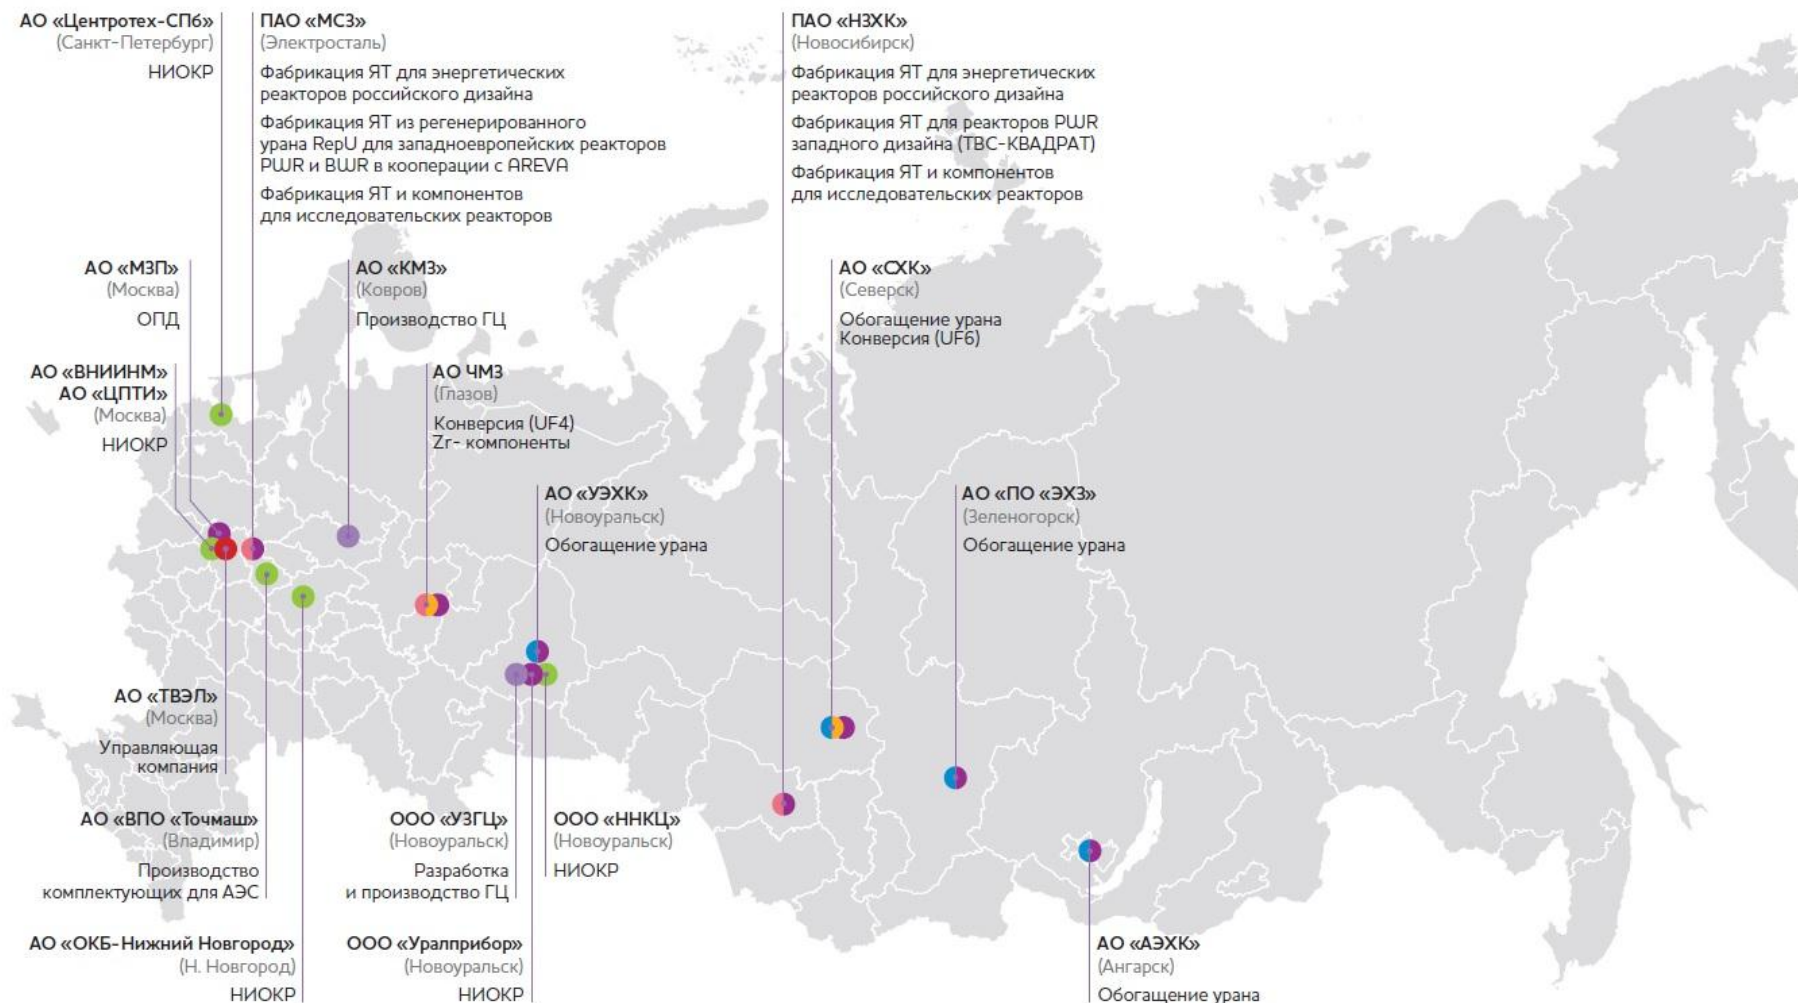 АО «Центротех-СПб»
(Санкт-Петербург)
НИОКР
ПАО «МСЗ»
(Электросталь)
Фабрикация ЯТ для энергетических
реакторов российского дизайна
Фабрикация ЯТ из регенерированного
урана RepU для западноевропейских реакторов
PWR и BWR в кооперации с AREVA
Фабрикация ЯТ и компонентов
для исследовательских реакторов
ПАО «НЗХК»
(Новосибирск)
Фабрикация ЯТ для энергетических
реакторов российского дизайна
Фабрикация ЯТ для реакторов PWR
западного дизайна (ТВС-КВАДРАТ)
Фабрикация ЯТ и компонентов
для исследовательских реакторов
АО «МЗП»
(Москва)
ОПД
АО «КМЗ»
(Ковров)
Производство ГЦ
АО «СХК»
(Северск)
Обогащение урана
Конверсия (UF6)
АО «ВНИИНМ»
АО «ЦПТИ»
(Москва)
НИОКР
АО ЧМЗ
(Глазов)
Конверсия (UF4)
Zr- компоненты
АО «УЭХК»
(Новоуральск)
Обогащение урана
АО «ПО «ЭХЗ»
(Зеленогорск)
Обогащение урана
АО «ТВЭЛ»
(Москва)
Управляющая
компания
АО «ВПО «Точмаш»
(Владимир)
Производство
комплектующих для АЭС
ООО «УЗГЦ»
(Новоуральск)
Разработка
и производство ГЦ
ООО «ННКЦ»
(Новоуральск)
НИОКР
АО «ОКБ-Нижний Новгород»
(Н. Новгород)
НИОКР
ООО «Уралприбор»
(Новоуральск)
НИОКР
АО «АЭХК»
(Ангарск)
Обогащение урана